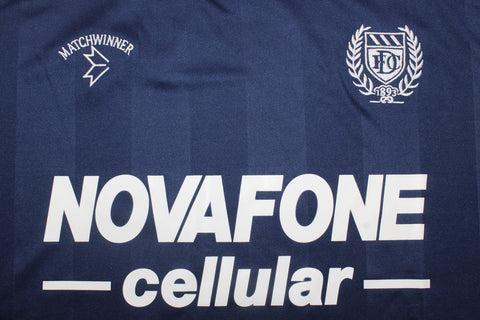 MATCHWINNER
DFC
1893
NOVAFONE
cellular